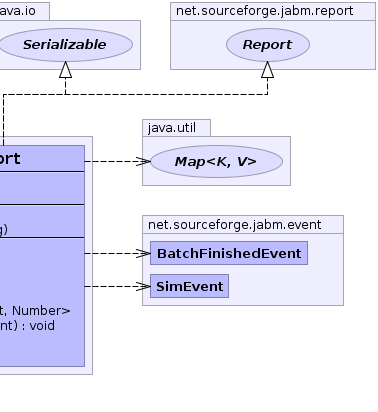 ava.io
Serializable
net.sourceforge.jabm.report
Report
java.util
Map<K, V>
ort
g)
t, Number>
nt) : void
net.sourceforge.jabm.event
BatchFinishedEvent
SimEvent